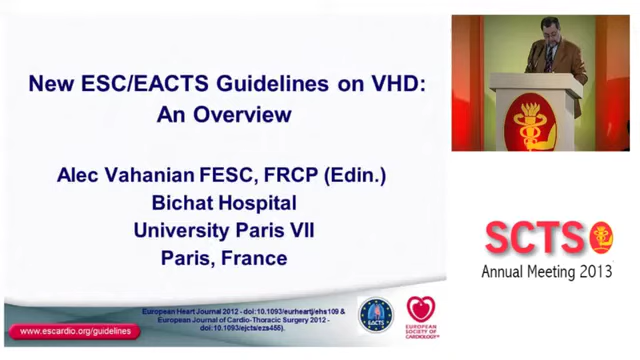 New ESC/EACTS Guidelines on VHD:
An Overview
Alec Vahanian FESC, FRCP (Edin.)
Bichat Hospital
University Paris VII
Paris, France
European Heart Journal 2012 - doi:10.1093/eurheartj/ehs109 &
European Journal of Cardio-Thoracic Surgery 2012 -
doi:10.1093/ejcts/ezs455).
www.escardio.org/guidelines
EACTS
EUROPEAN
SOCIETY OF
CARDIOLOGY
SCTS
Annual Meeting 2013